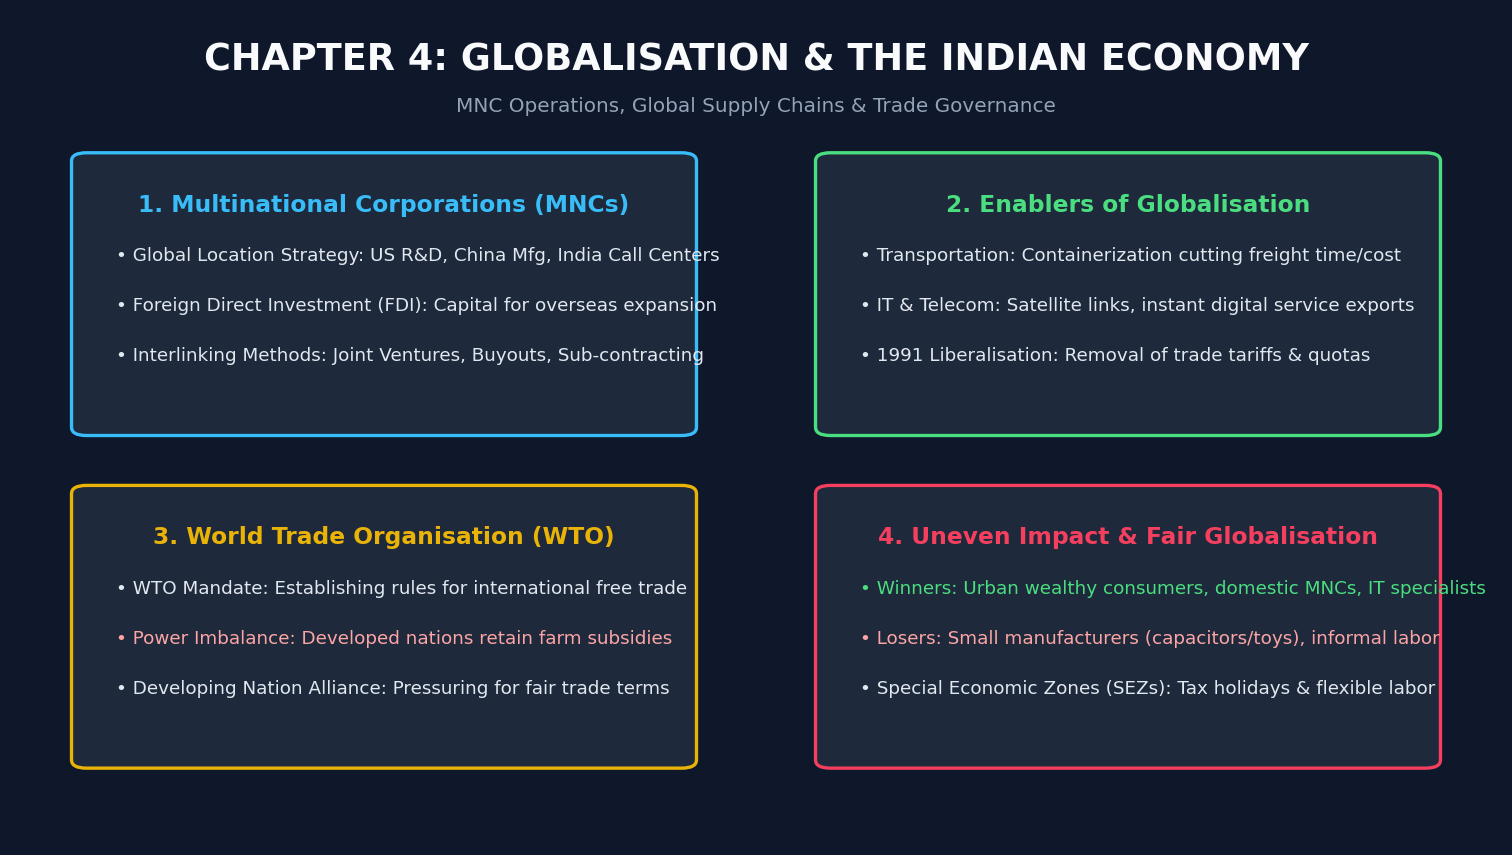 CHAPTER 4: GLOBALISATION & THE INDIAN ECONOMY
MNC Operations, Global Supply Chains & Trade Governance
1. Multinational Corporations (MNCs)
• Global Location Strategy: US R&D, China Mfg, India Call Centers
• Foreign Direct Investment (FDI): Capital for overseas expansion
• Interlinking Methods: Joint Ventures, Buyouts, Sub-contracting
2. Enablers of Globalisation
• Transportation: Containerization cutting freight time/cost
• IT & Telecom: Satellite links, instant digital service exports
• 1991 Liberalisation: Removal of trade tariffs & quotas
3. World Trade Organisation (WTO)
• WTO Mandate: Establishing rules for international free trade
• Power Imbalance: Developed nations retain farm subsidies
• Developing Nation Alliance: Pressuring for fair trade terms
4. Uneven Impact & Fair Globalisation
• Winners: Urban wealthy consumers, domestic MNCs, IT specialists
• Losers: Small manufacturers (capacitors/toys), informal labor
• Special Economic Zones (SEZs): Tax holidays & flexible labor